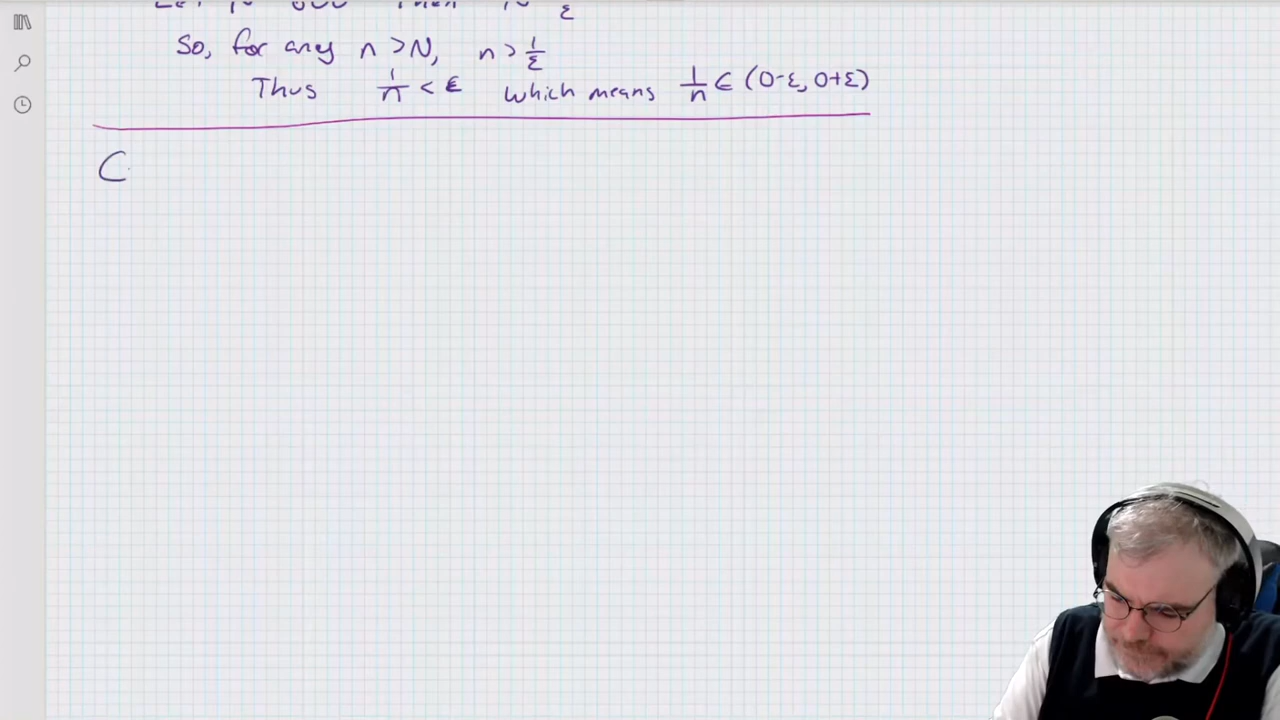 ε
So, for any n > N, n > 1/ε
Thus 1/n < ε which means 1/n ∈ (0-ε, 0+ε)
C